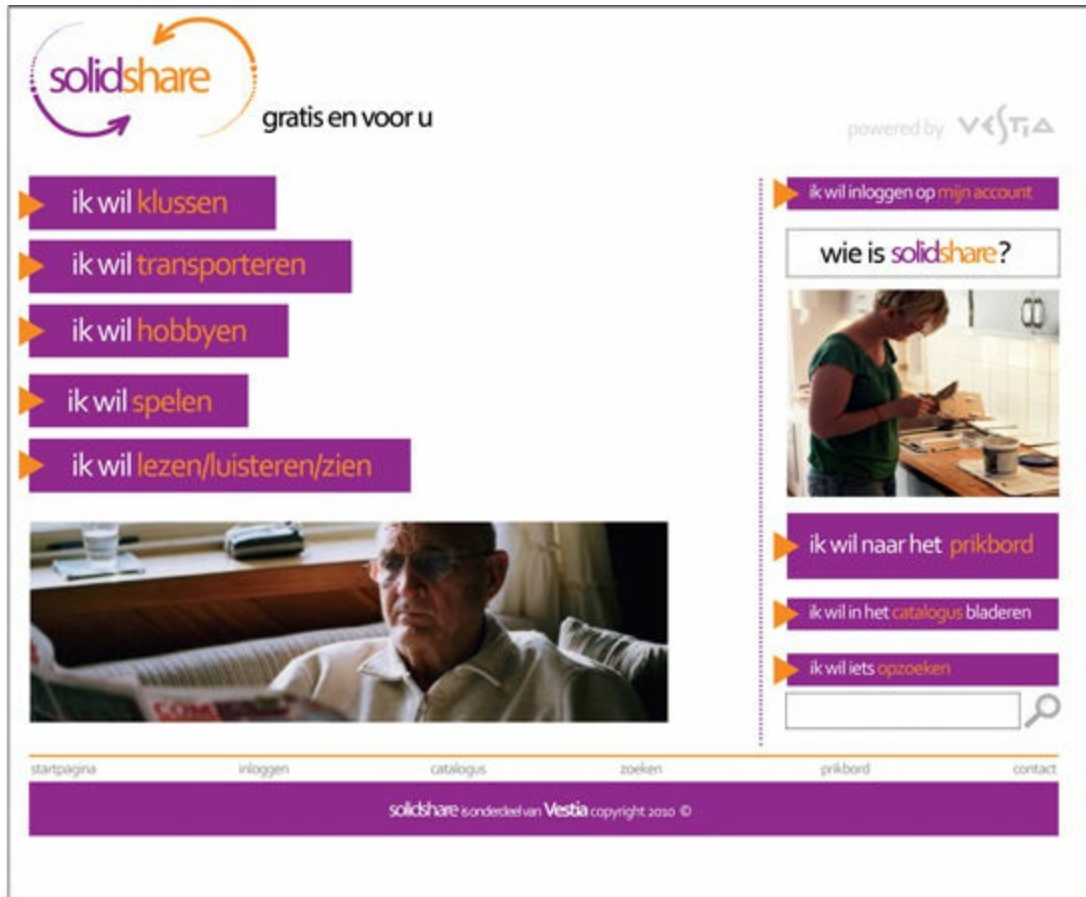 solidshare
gratis en voor u
powered by VESTIA
ik wil klussen
ik wil transporteren
ik wil hobbyen
ik wil spelen
ik wil lezen/luisteren/zien
ik wil inloggen op mijn account
wie is solidshare?
ik wil naar het prikbord
ik wil in het catalogus bladeren
ik wil iets opzoeken
startpagina inloggen catalogus zoeken prikbord contact
solidshare is onderdeel van Vestia copyright 2010 ©